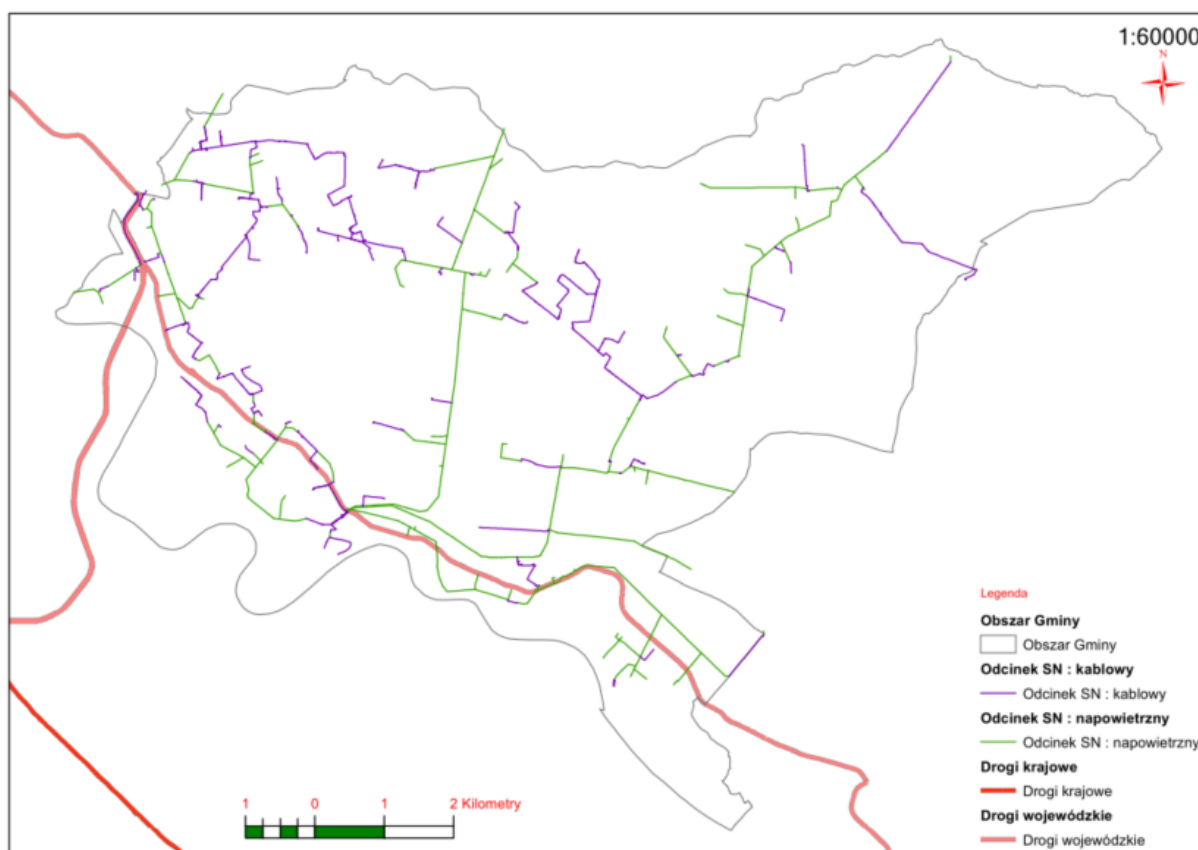 1:60000
N
Legenda
Obszar Gminy
Obszar Gminy
Odcinek SN : kablowy
Odcinek SN : kablowy
Odcinek SN : napowietrzny
Odcinek SN : napowietrzny
Drogi krajowe
Drogi krajowe
Drogi wojewódzkie
Drogi wojewódzkie
1 0 1 2 Kilometry